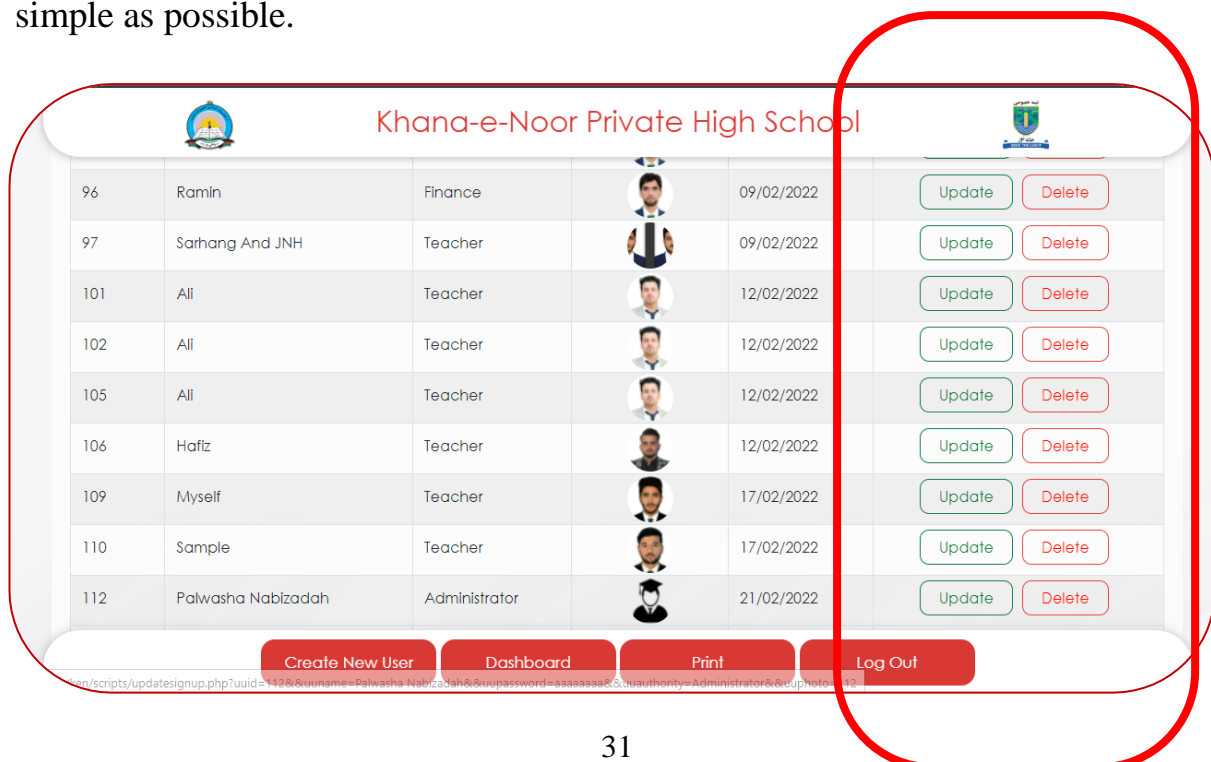 simple as possible.
Khana-e-Noor Private High School
96 Ramin Finance 09/02/2022 Update Delete
97 Sarhang And JNH Teacher 09/02/2022 Update Delete
101 Ali Teacher 12/02/2022 Update Delete
102 Ali Teacher 12/02/2022 Update Delete
105 Ali Teacher 12/02/2022 Update Delete
106 Hafiz Teacher 12/02/2022 Update Delete
109 Myself Teacher 17/02/2022 Update Delete
110 Sample Teacher 17/02/2022 Update Delete
112 Palwasha Nabizadah Administrator 21/02/2022 Update Delete
Create New User Dashboard Print Log Out
/ken/scripts/updatesignup.php?uuid=112&&uuname=Palwasha Nabizadah&&uupassword=aaaaaaaa&&uuauthority=Administrator&&uuphoto=
31